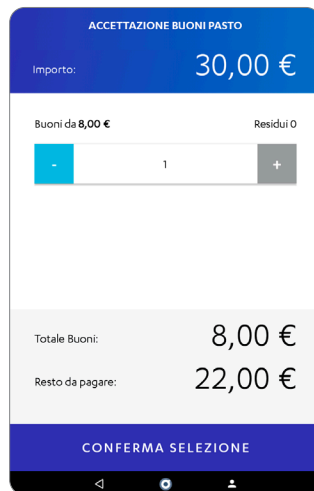 ACCETTAZIONE BUONI PASTO
Importo: 30,00 €
Buoni da 8,00 € Residui 0
- 1 +
Totale Buoni: 8,00 €
Resto da pagare: 22,00 €
CONFERMA SELEZIONE